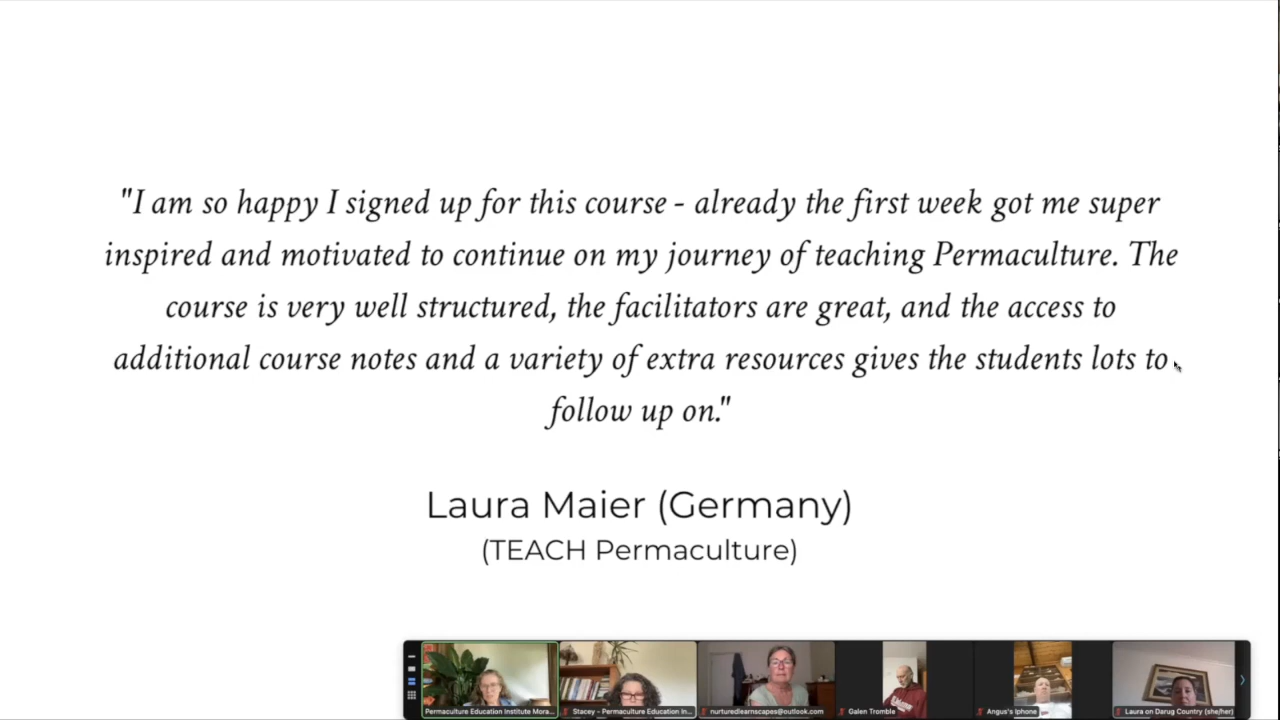 "I am so happy I signed up for this course - already the first week got me super
inspired and motivated to continue on my journey of teaching Permaculture. The
course is very well structured, the facilitators are great, and the access to
additional course notes and a variety of extra resources gives the students lots to
follow up on."
Laura Maier (Germany)
(TEACH Permaculture)
Permaculture Education Institute Mora...
Stacey - Permaculture Education In...
nurturedlearnscapes@outlook.com
Galen Tromble
Angus's Iphone
Laura on Darug Country (she/her)